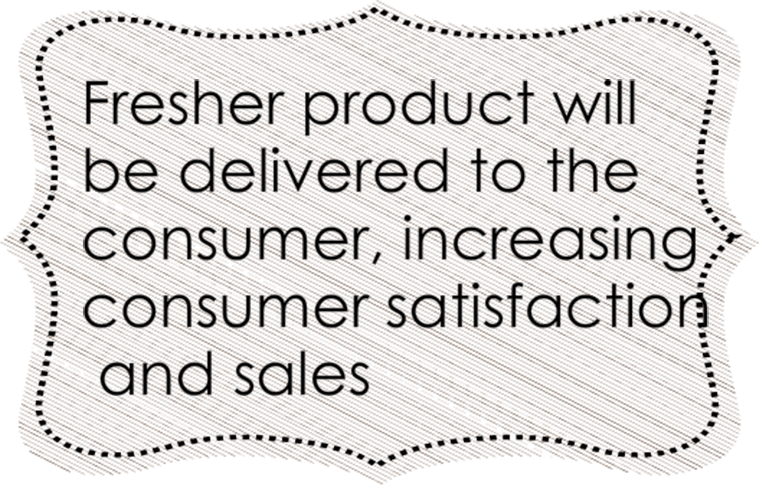 Fresher product will
be delivered to the
consumer, increasing
consumer satisfaction
and sales